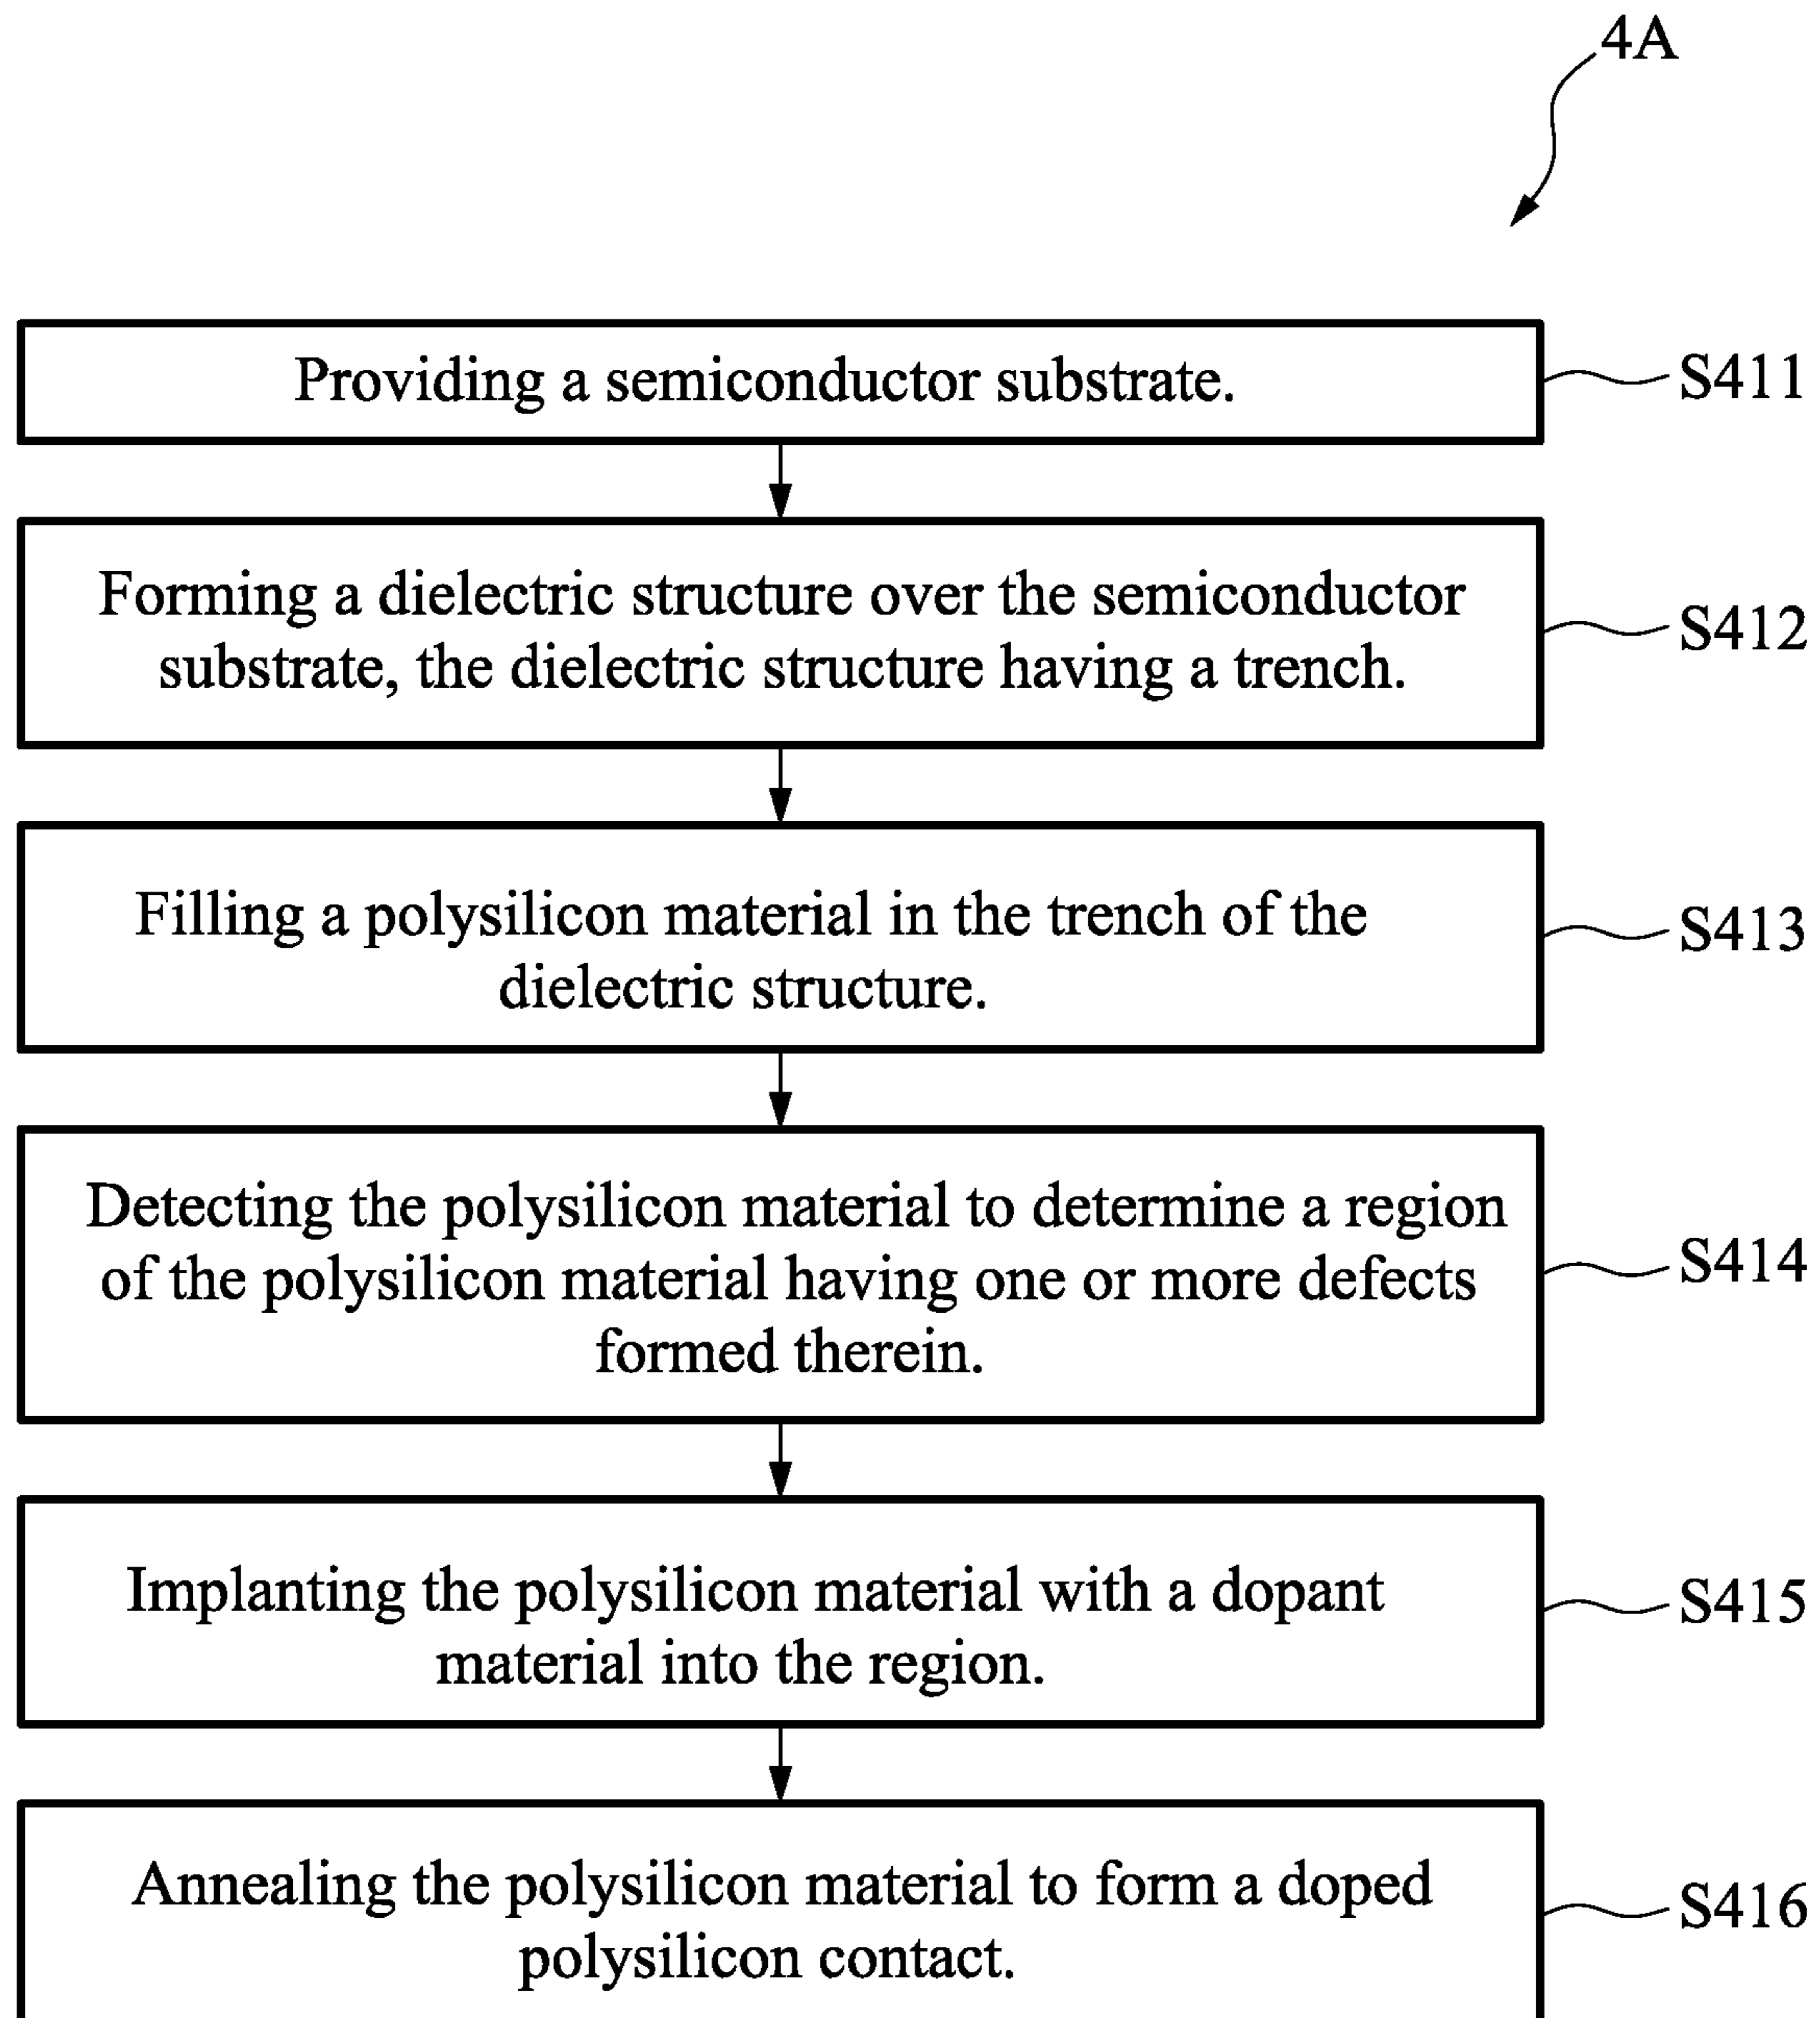 4A
Providing a semiconductor substrate.
S411
Forming a dielectric structure over the semiconductor
substrate, the dielectric structure having a trench.
S412
Filling a polysilicon material in the trench of the
dielectric structure.
S413
Detecting the polysilicon material to determine a region
of the polysilicon material having one or more defects
formed therein.
S414
Implanting the polysilicon material with a dopant
material into the region.
S415
Annealing the polysilicon material to form a doped
polysilicon contact.
S416